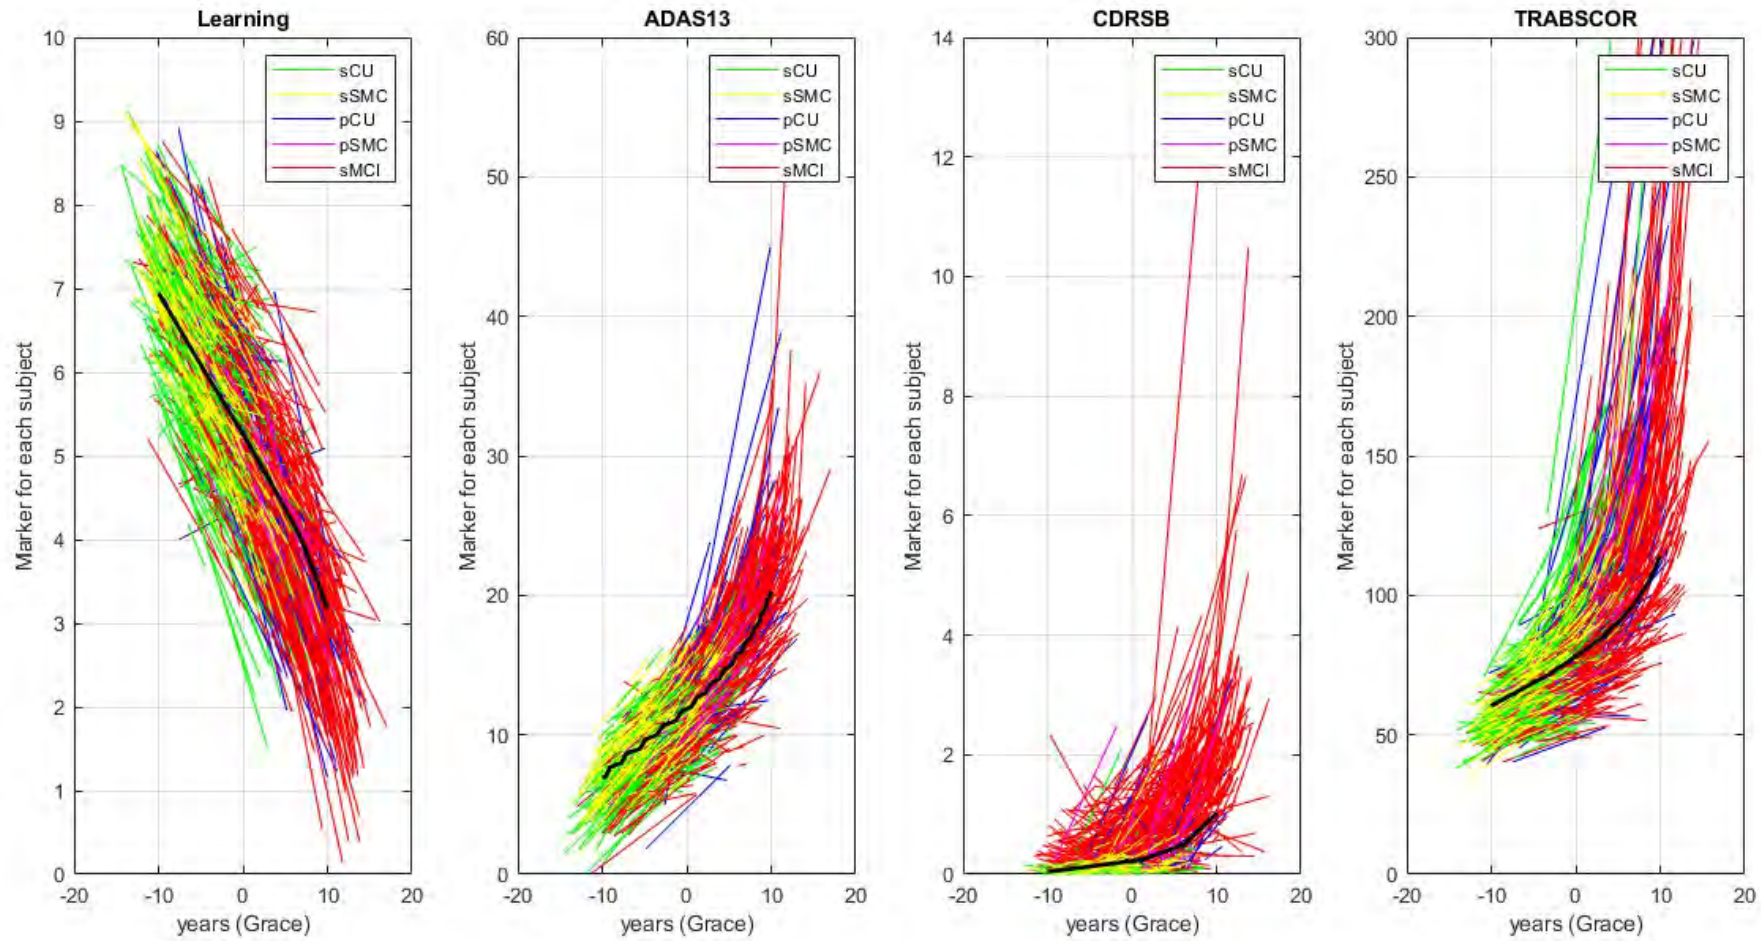 Learning
10
9
8
7
6
5
4
3
2
1
0
-20
-10
0
10
20
Marker for each subject
years (Grace)
sCU
sSMC
pCU
pSMC
sMCI
ADAS13
60
50
40
30
20
10
0
-20
-10
0
10
20
Marker for each subject
years (Grace)
sCU
sSMC
pCU
pSMC
sMCI
CDRSB
14
12
10
8
6
4
2
0
-20
-10
0
10
20
Marker for each subject
years (Grace)
sCU
sSMC
pCU
pSMC
sMCI
TRABSCOR
300
250
200
150
100
50
0
-20
-10
0
10
20
Marker for each subject
years (Grace)
sCU
sSMC
pCU
pSMC
sMCI